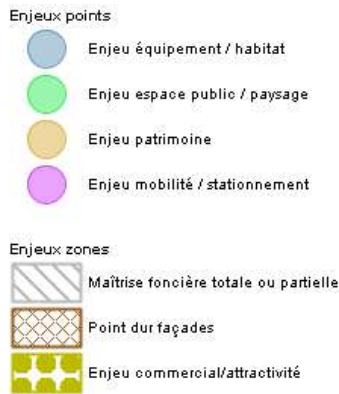 Enjeux points
Enjeu équipement / habitat
Enjeu espace public / paysage
Enjeu patrimoine
Enjeu mobilité / stationnement
Enjeux zones
Maîtrise foncière totale ou partielle
Point dur façades
Enjeu commercial/attractivité